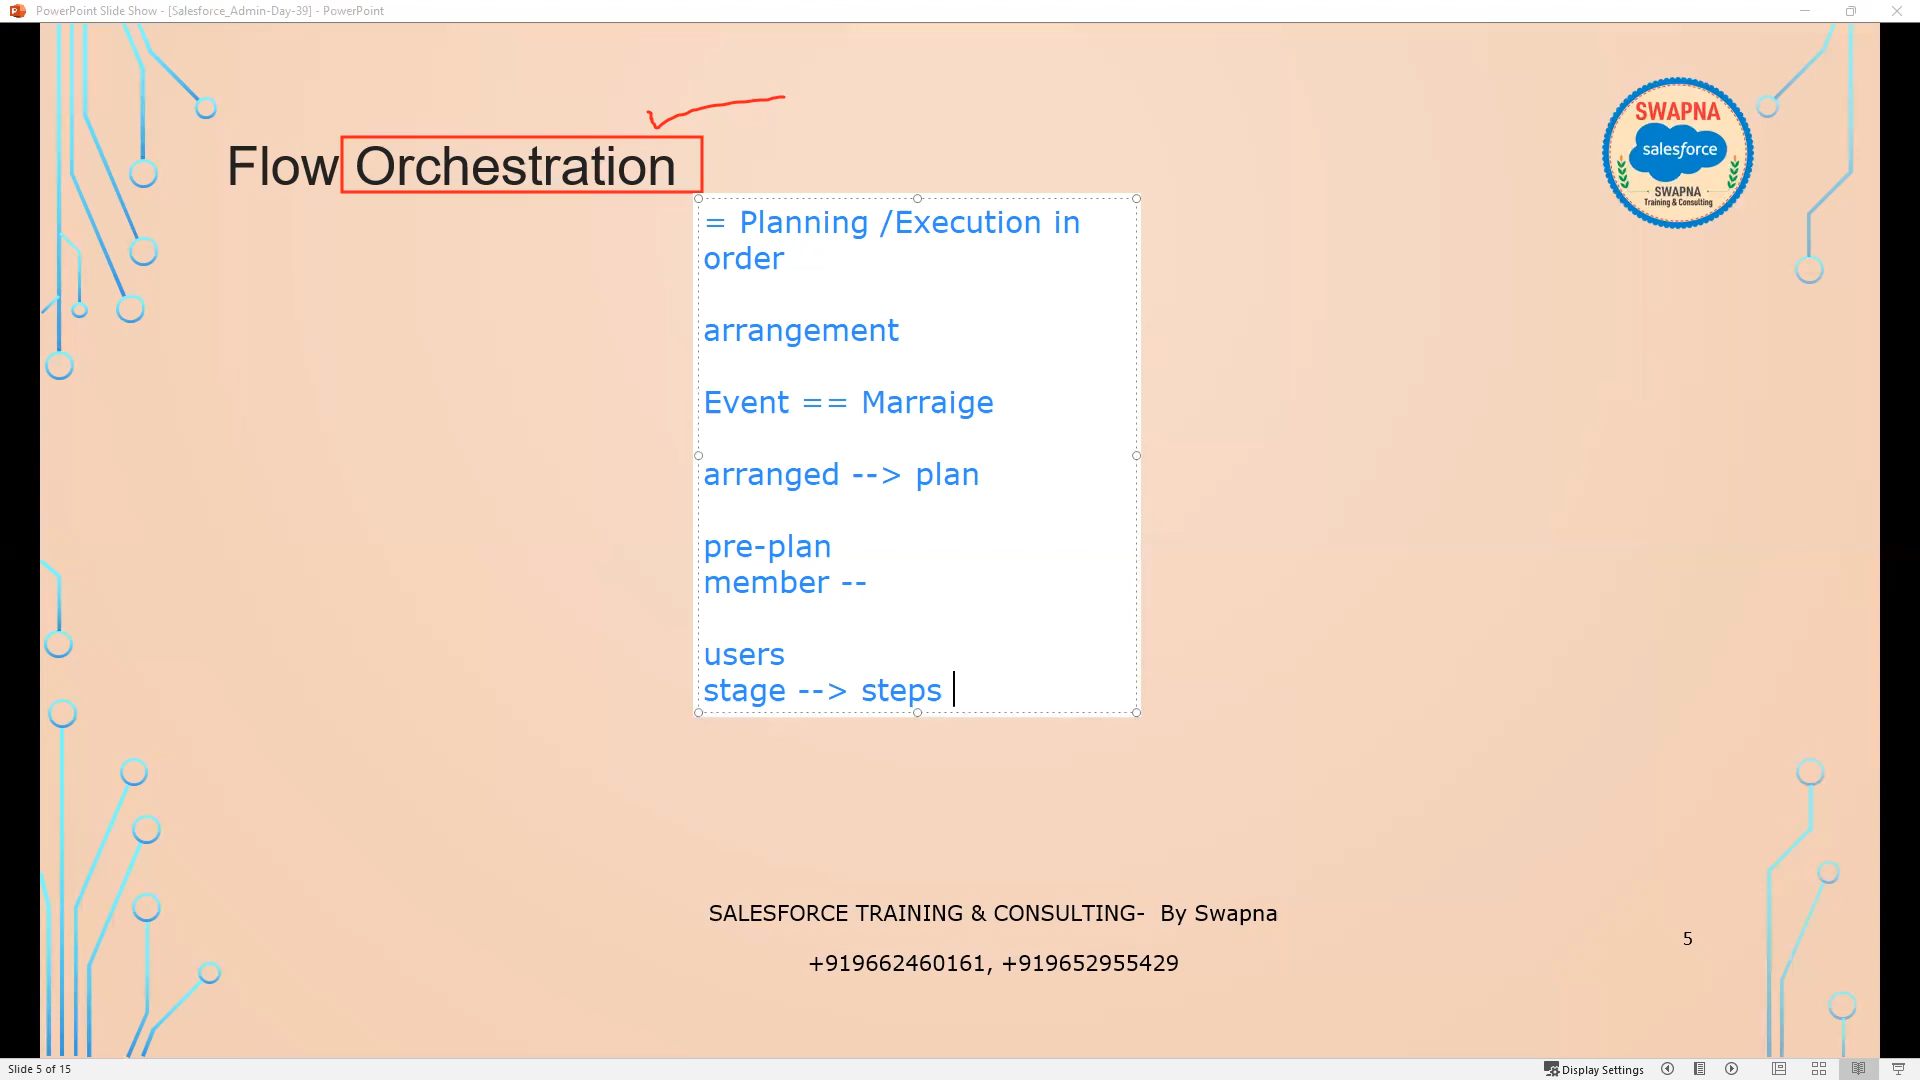 PowerPoint Slide Show - [Salesforce_Admin-Day-39] - PowerPoint
Flow Orchestration
SWAPNA
salesforce
SWAPNA
Training & Consulting
= Planning /Execution in
order
arrangement
Event == Marraige
arranged --> plan
pre-plan
member --
users
stage --> steps
SALESFORCE TRAINING & CONSULTING- By Swapna
+919662460161, +919652955429
5
Slide 5 of 15
Display Settings